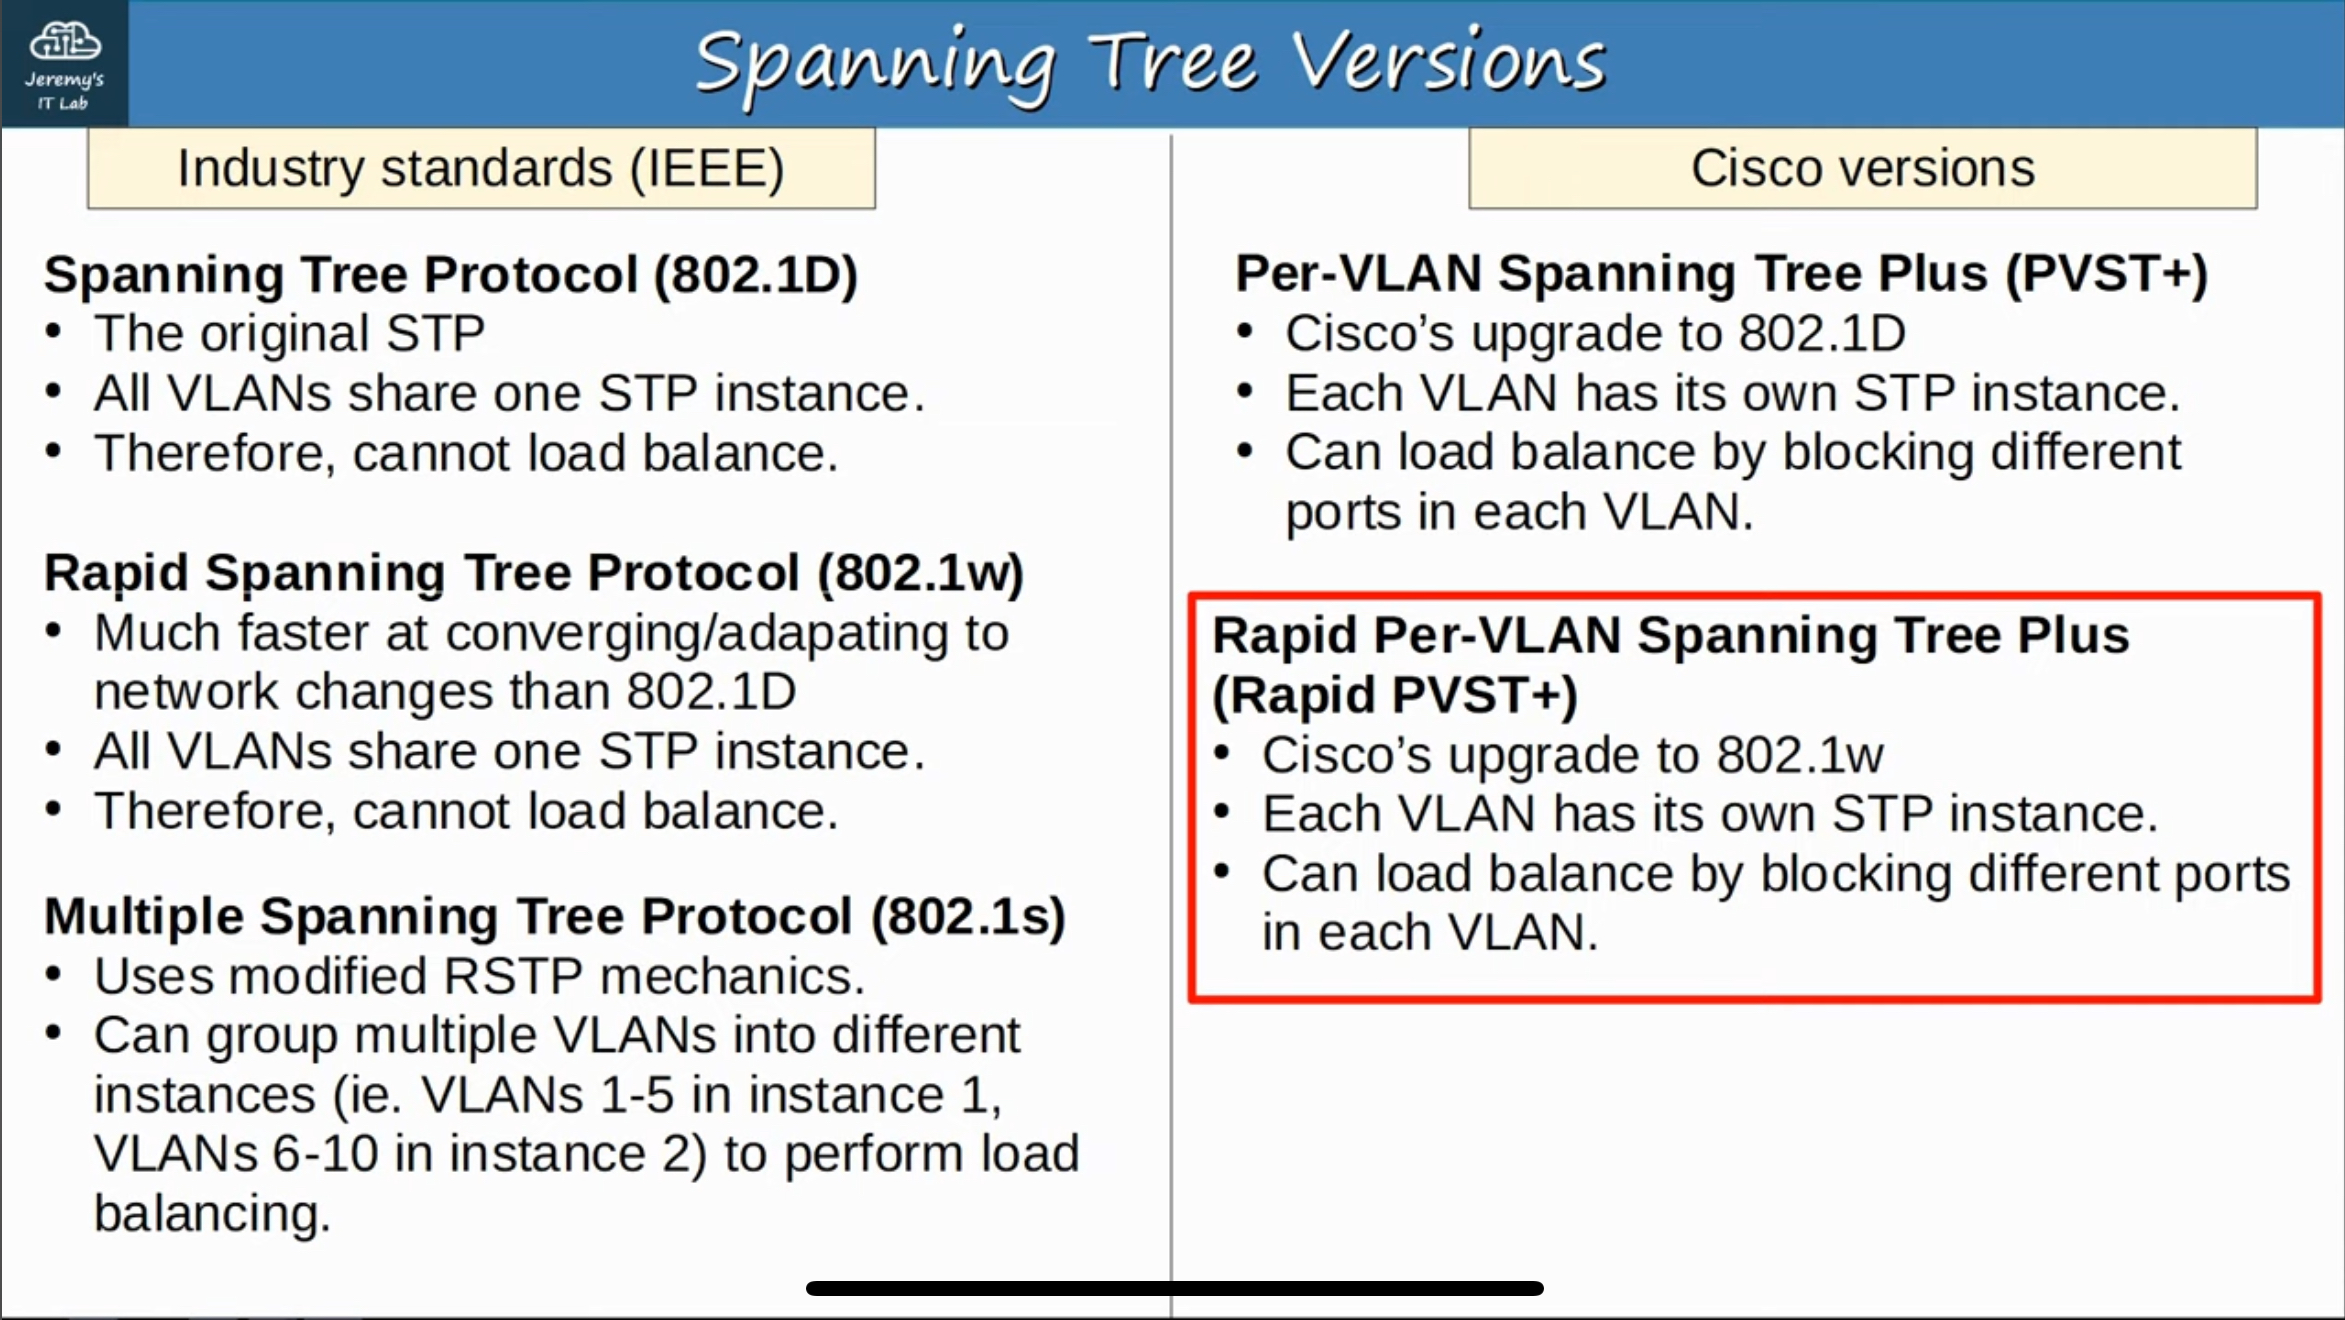 Jeremy's
IT Lab
Spanning Tree Versions
Industry standards (IEEE)
Spanning Tree Protocol (802.1D)
• The original STP
• All VLANs share one STP instance.
• Therefore, cannot load balance.
Rapid Spanning Tree Protocol (802.1w)
• Much faster at converging/adapating to
network changes than 802.1D
• All VLANs share one STP instance.
• Therefore, cannot load balance.
Multiple Spanning Tree Protocol (802.1s)
• Uses modified RSTP mechanics.
• Can group multiple VLANs into different
instances (ie. VLANs 1-5 in instance 1,
VLANs 6-10 in instance 2) to perform load
balancing.
Cisco versions
Per-VLAN Spanning Tree Plus (PVST+)
• Cisco’s upgrade to 802.1D
• Each VLAN has its own STP instance.
• Can load balance by blocking different
ports in each VLAN.
Rapid Per-VLAN Spanning Tree Plus
(Rapid PVST+)
• Cisco’s upgrade to 802.1w
• Each VLAN has its own STP instance.
• Can load balance by blocking different ports
in each VLAN.